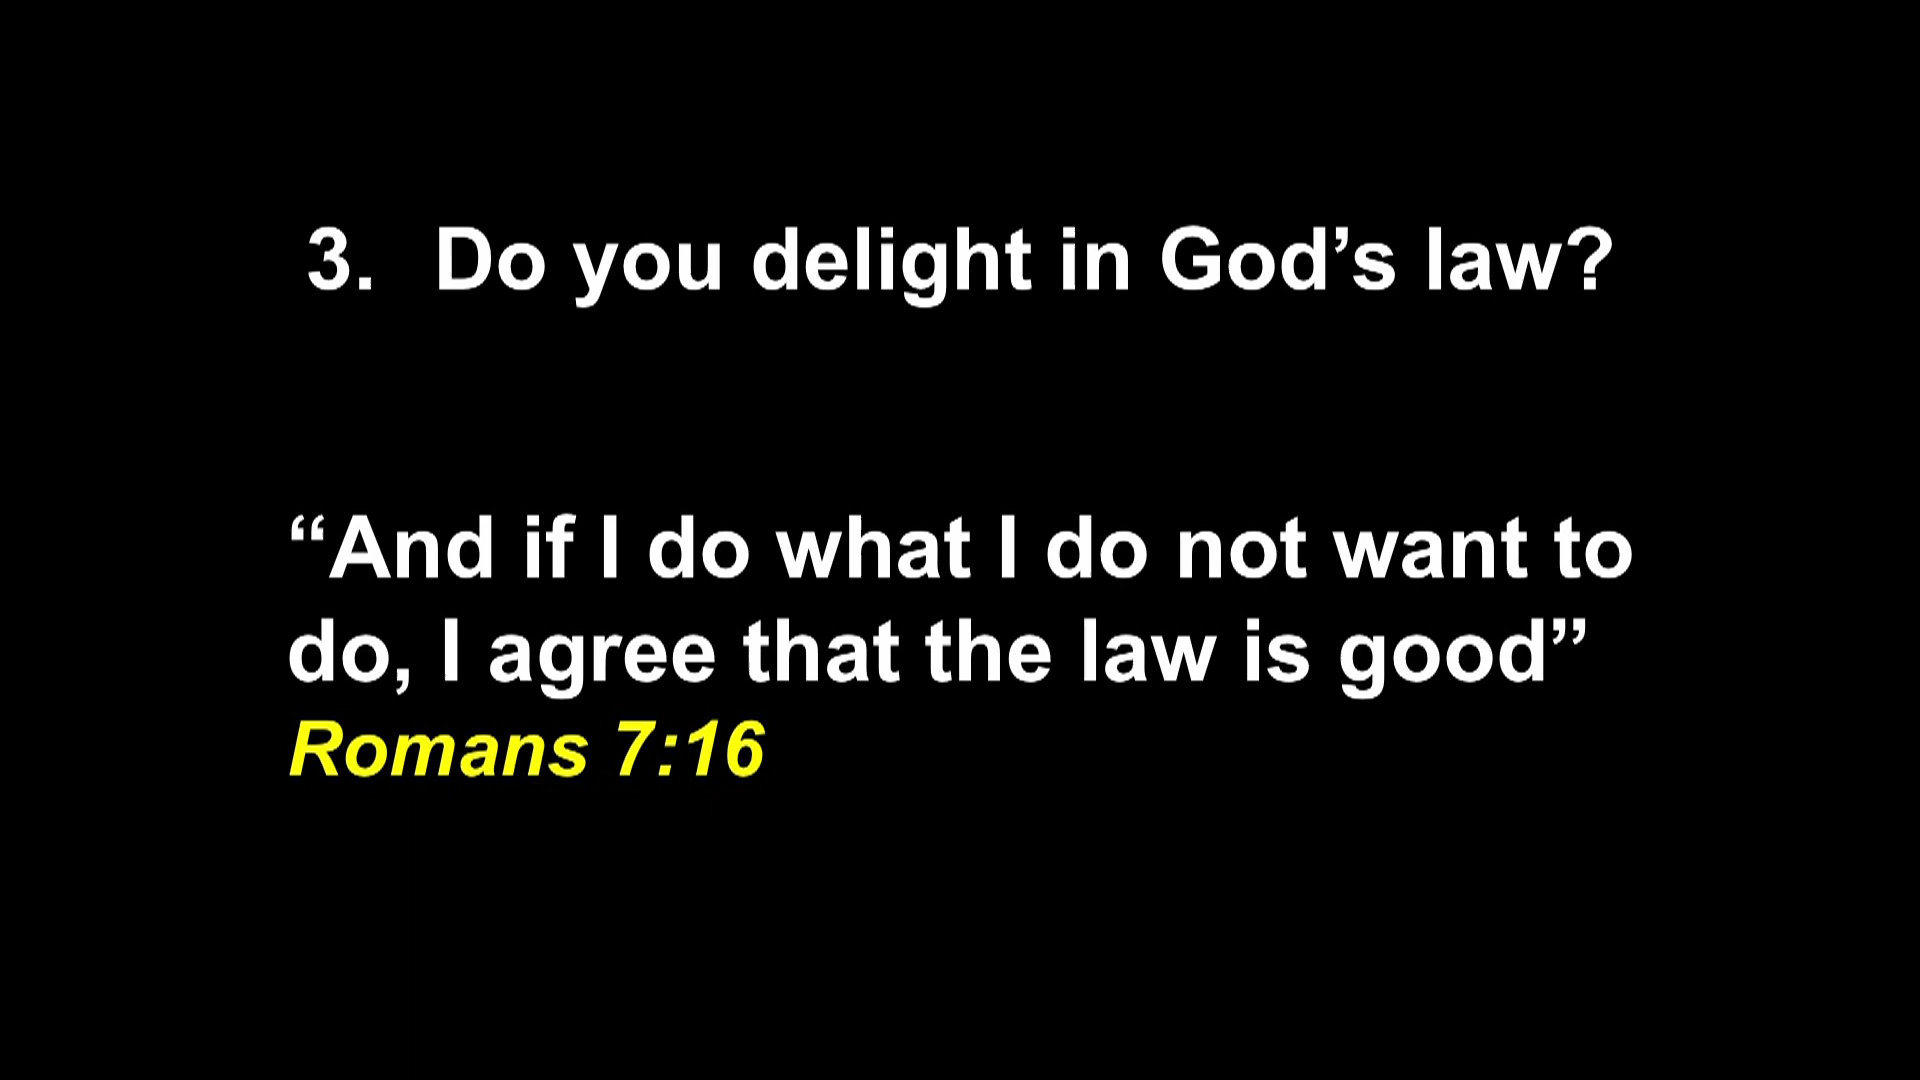 3. Do you delight in God’s law?
“And if I do what I do not want to
do, I agree that the law is good”
Romans 7:16